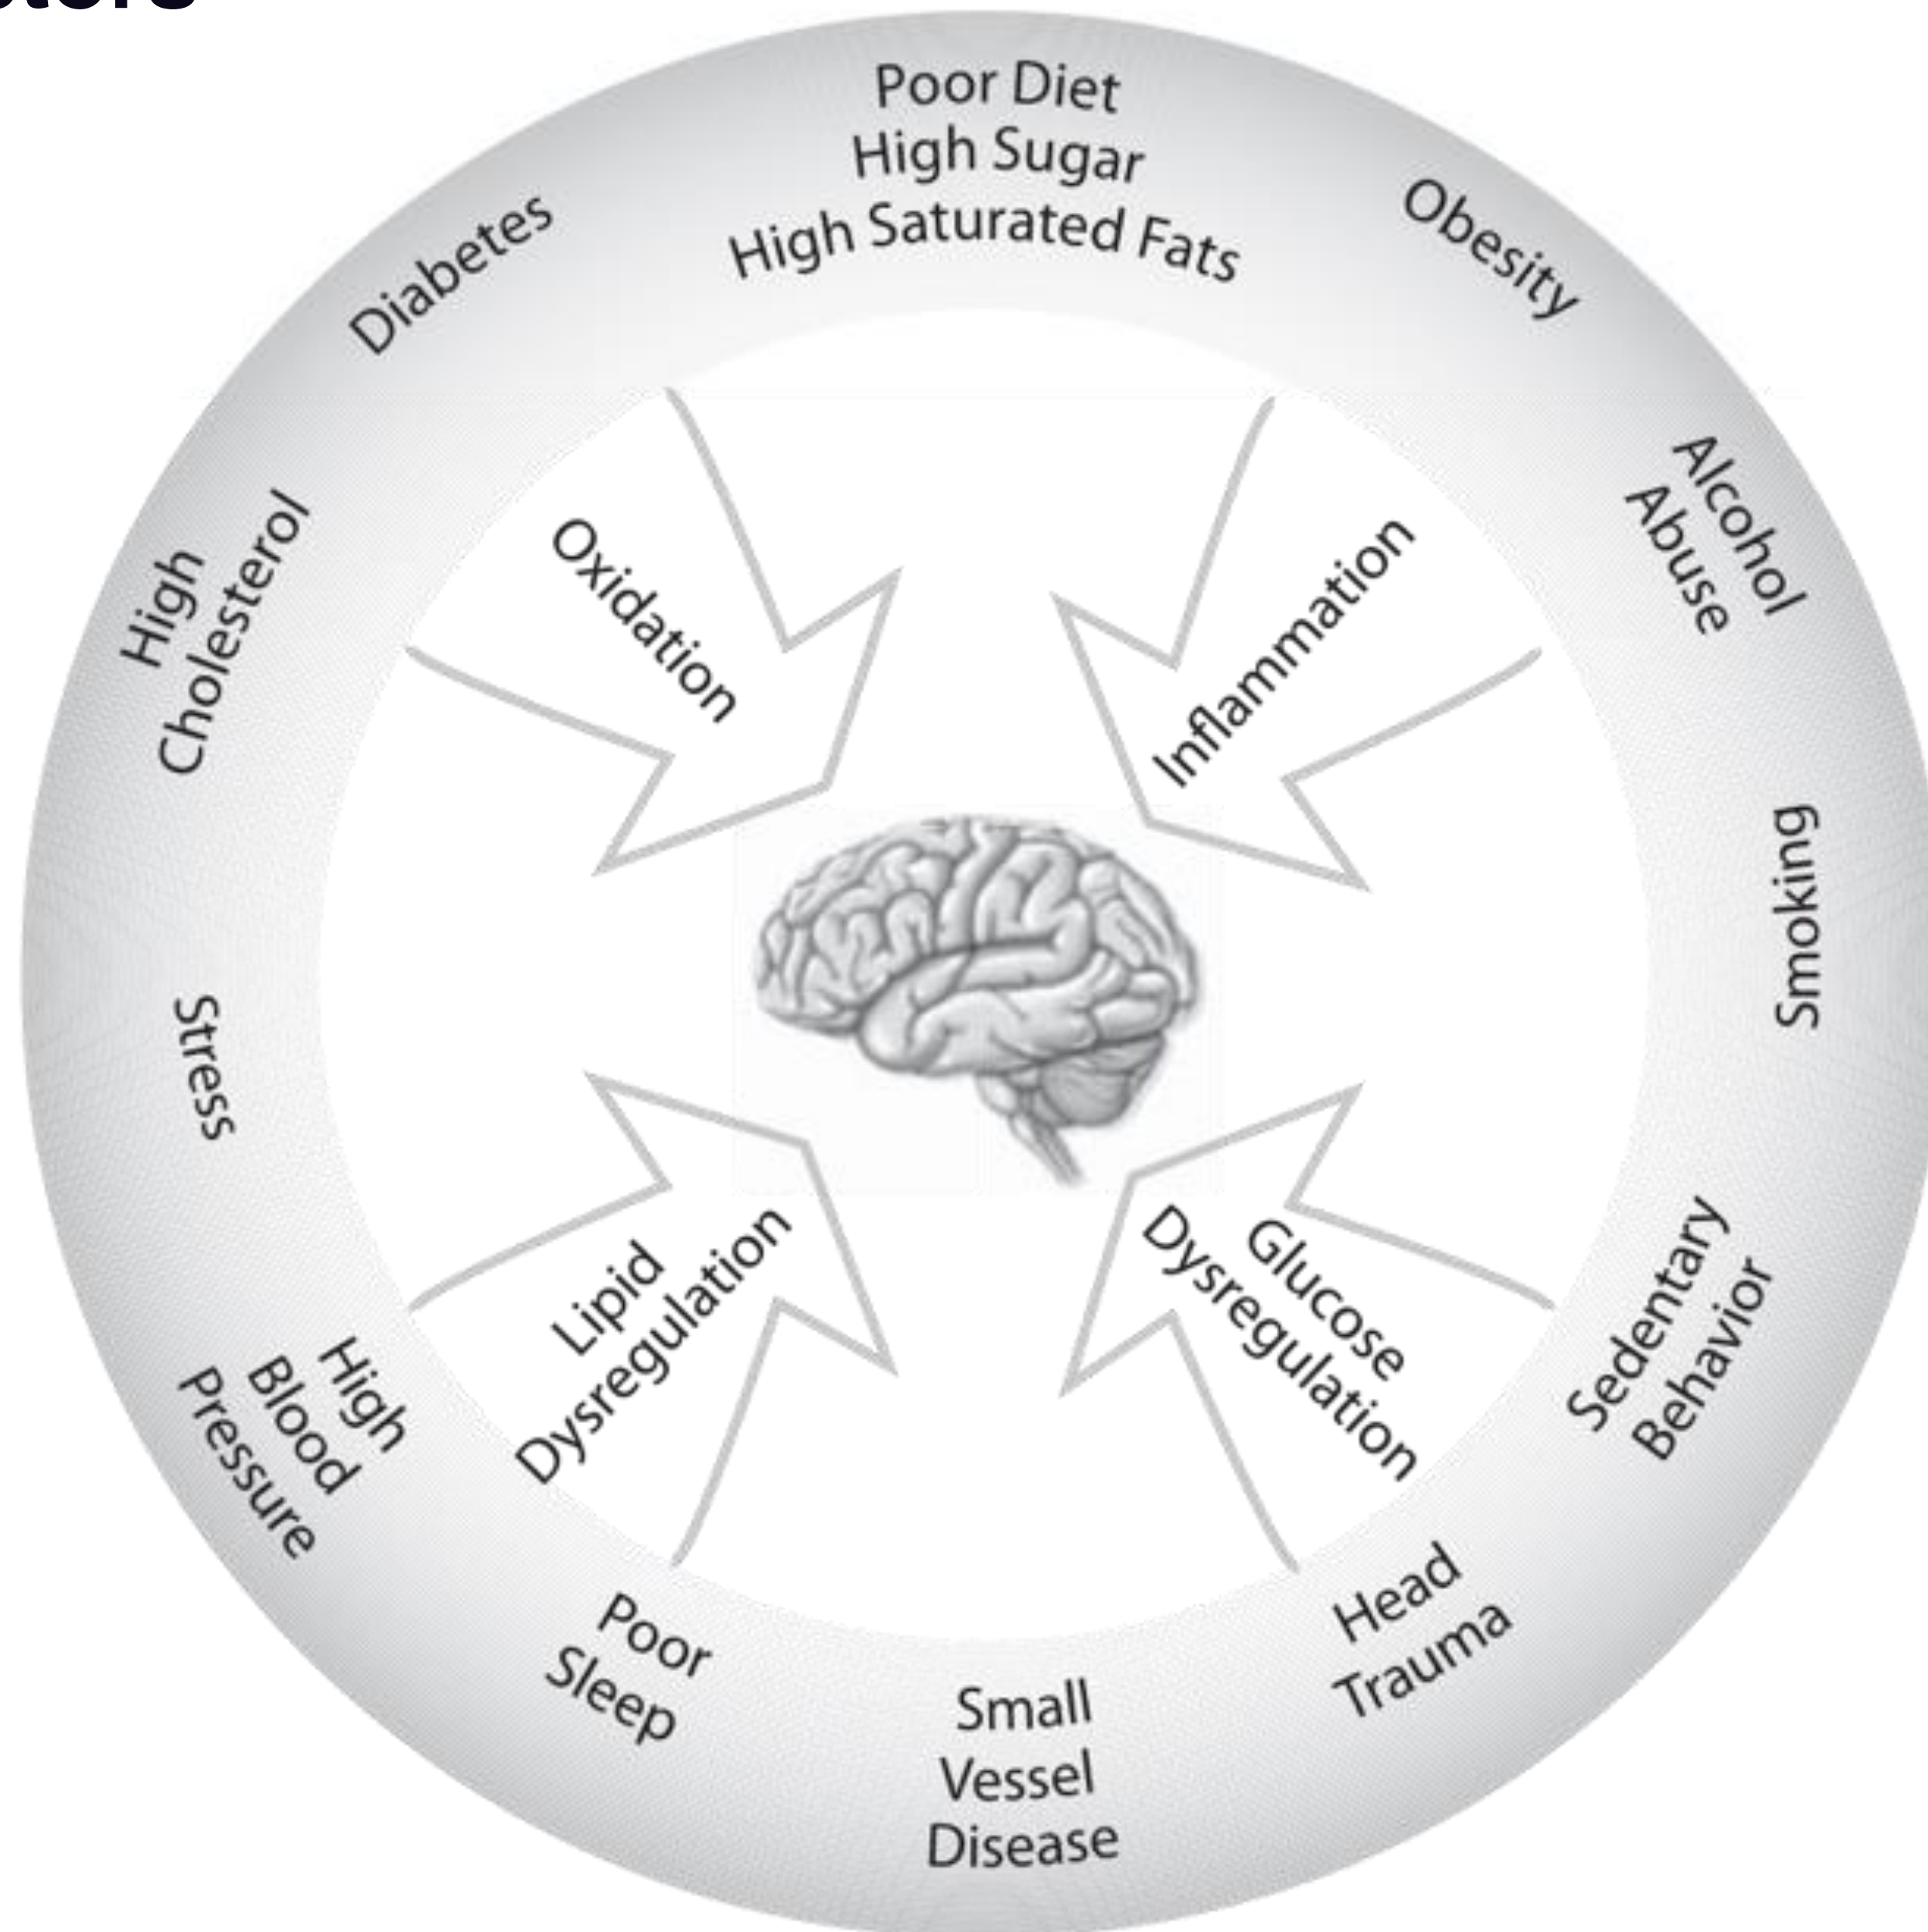 Poor Diet
High Sugar
High Saturated Fats
Obesity
Alcohol
Abuse
Smoking
Sedentary
Behavior
Head
Trauma
Small
Vessel
Disease
Poor
Sleep
High
Blood
Pressure
Stress
High
Cholesterol
Diabetes
Oxidation
Inflammation
Glucose
Dysregulation
Lipid
Dysregulation